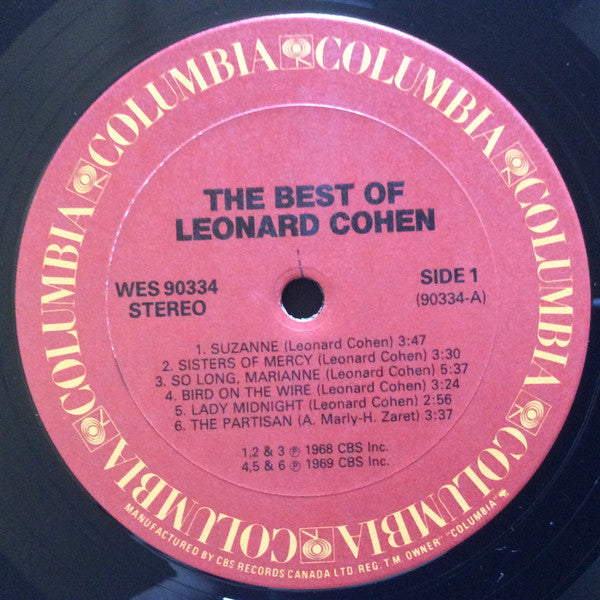 COLUMBIA COLUMBIA COLUMBIA COLUMBIA COLUMBIA COLUMBIA COLUMBIA COLUMBIA
THE BEST OF
LEONARD COHEN
WES 90334
STEREO
SIDE 1
(90334-A)
1. SUZANNE (Leonard Cohen) 3:47
2. SISTERS OF MERCY (Leonard Cohen) 3:30
3. SO LONG, MARIANNE (Leonard Cohen) 5:37
4. BIRD ON THE WIRE (Leonard Cohen) 3:24
5. LADY MIDNIGHT (Leonard Cohen) 2:56
6. THE PARTISAN (A. Marly-H. Zaret) 3:37
1,2 & 3 ℗ 1968 CBS Inc.
4,5 & 6 ℗ 1969 CBS Inc.
MANUFACTURED BY CBS RECORDS CANADA LTD. REG. T.M. OWNER "COLUMBIA"